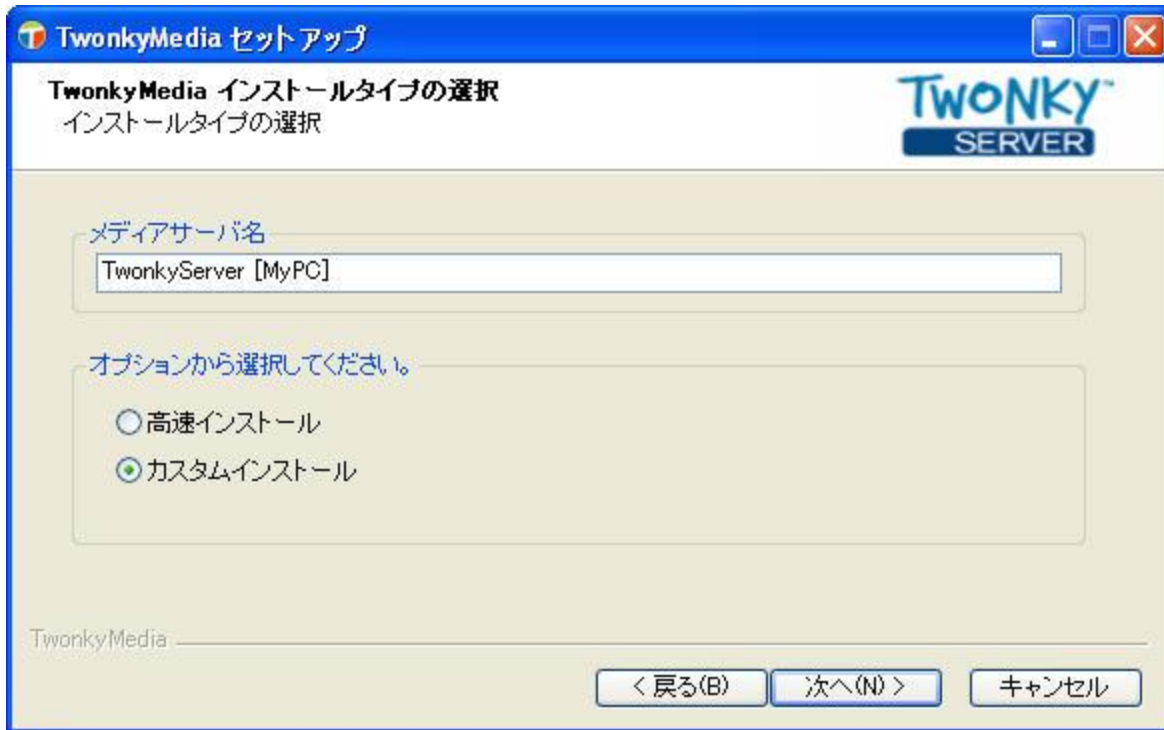 TwonkyMedia セットアップ
TwonkyMedia インストールタイプの選択
インストールタイプの選択
TWONKY™
SERVER
メディアサーバ名
TwonkyServer [MyPC]
オプションから選択してください。
高速インストール
カスタムインストール
TwonkyMedia
< 戻る(B)
次へ(N) >
キャンセル